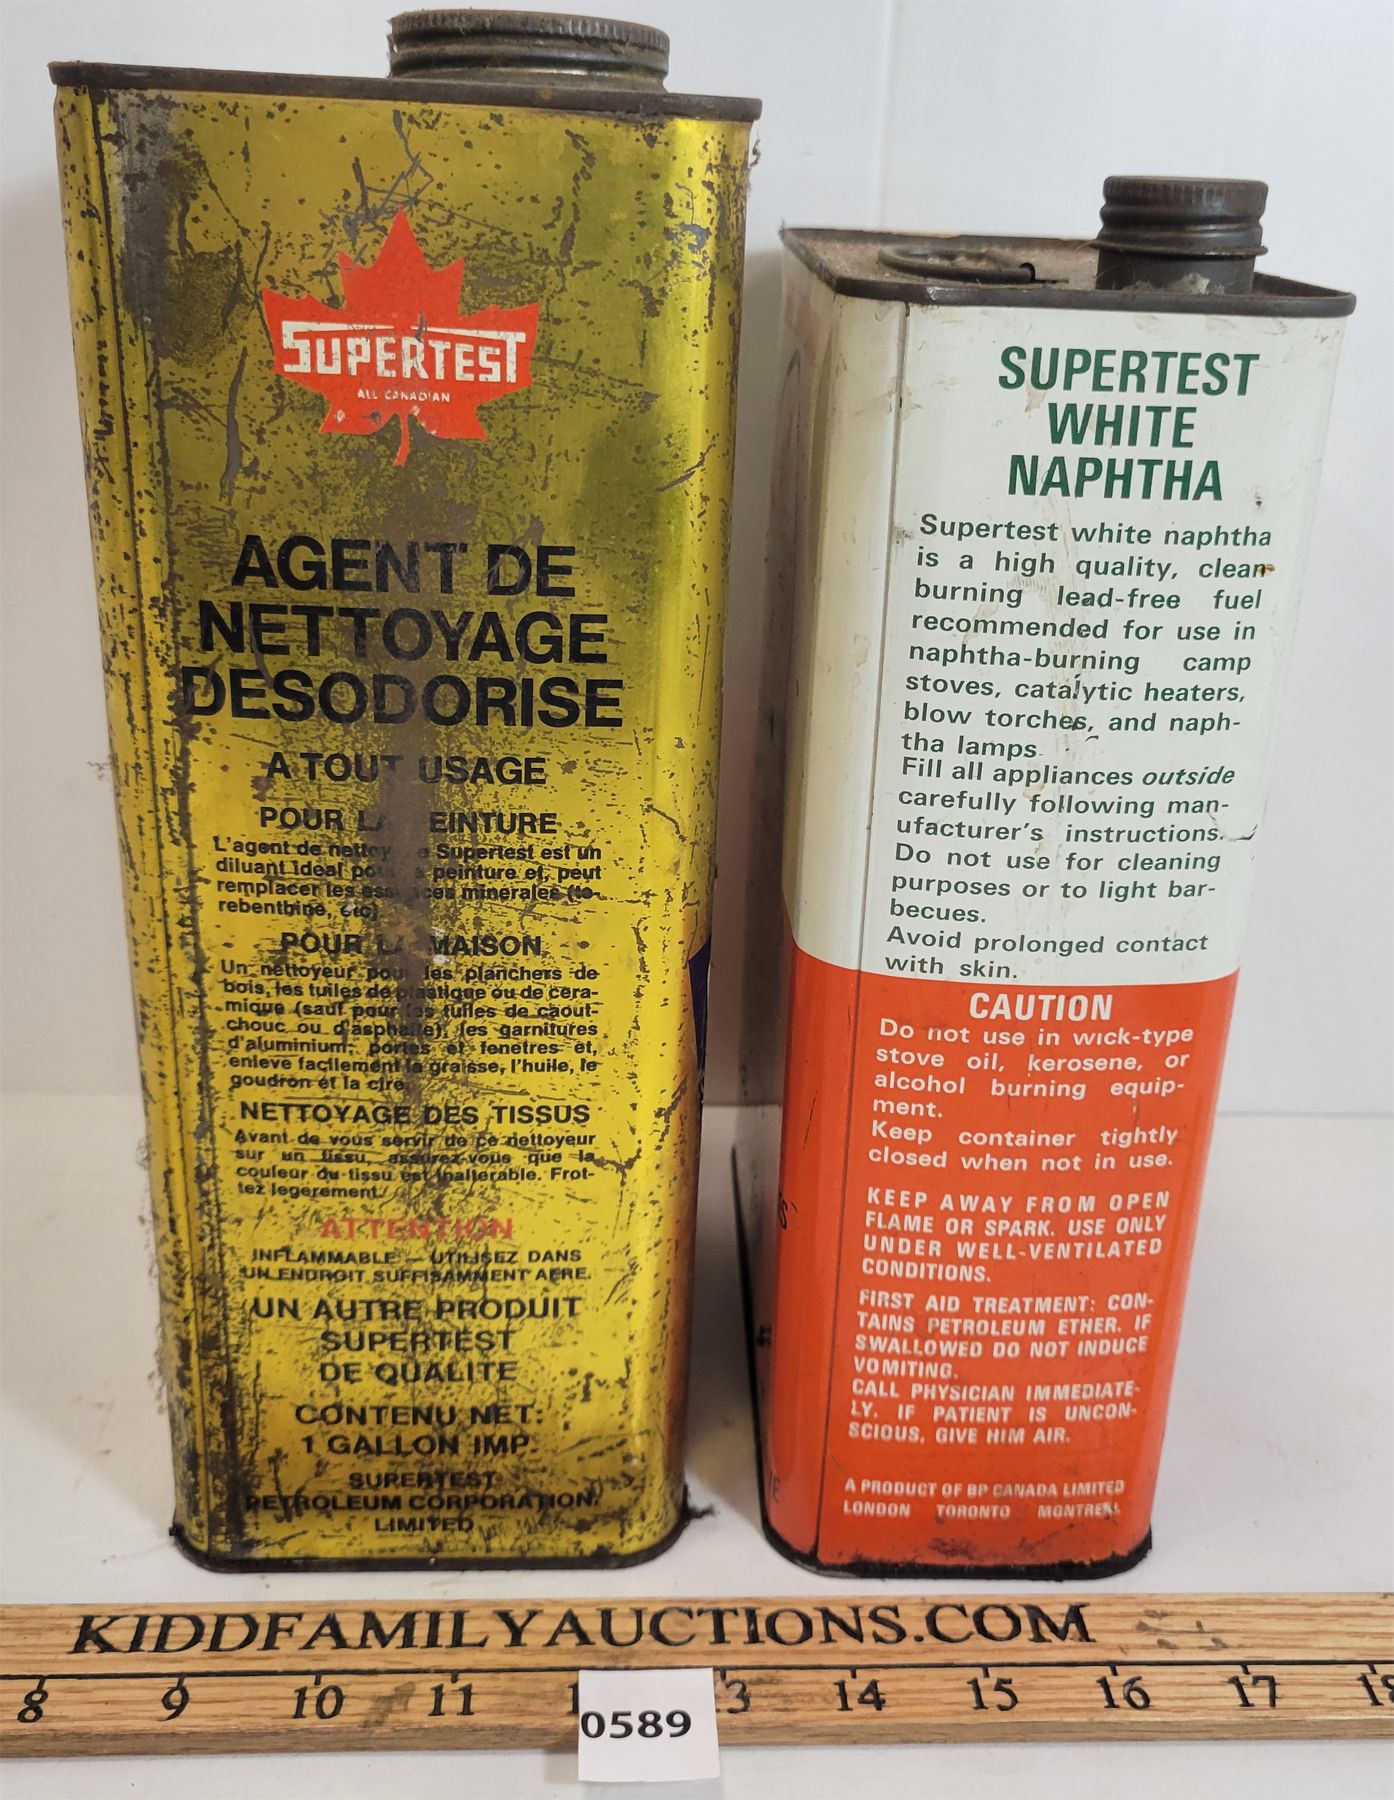 SUPERTEST
ALL CANADIAN
AGENT DE
NETTOYAGE
DESODORISE
A TOUT USAGE
POUR LA EINTURE
L'agent de nettoy Supertest est un
diluant ideal pour peinture et, peut
remplacer les ess ces minerales (te-
rebenthine, etc)
POUR LA MAISON
Un nettoyeur pour les planchers de
bois, les tuiles de plastique ou de cera-
mique (sauf pour les tuiles de caout-
chouc ou d'asphalte), les garnitures
d'aluminium; portes et fenetres et,
enleve facilement la graisse, l'huile, le
goudron et la cire.
NETTOYAGE DES TISSUS
Avant de vous servir de ce nettoyeur
sur un tissu, assurez-vous que la
couleur du tissu est inalterable. Frot-
tez legerement.
ATTENTION
INFLAMMABLE - UTILISEZ DANS
UN ENDROIT SUFFISAMMENT AERE.
UN AUTRE PRODUIT
SUPERTEST
DE QUALITE
CONTENU NET:
1 GALLON IMP.
SUPERTEST
PETROLEUM CORPORATION
LIMITED
SUPERTEST
WHITE
NAPHTHA
Supertest white naphtha
is a high quality, clean
burning lead-free fuel
recommended for use in
naphtha-burning camp
stoves, catalytic heaters,
blow torches, and naph-
tha lamps.
Fill all appliances outside
carefully following man-
ufacturer's instructions.
Do not use for cleaning
purposes or to light bar-
becues.
Avoid prolonged contact
with skin.
CAUTION
Do not use in wick-type
stove oil, kerosene, or
alcohol burning equip-
ment.
Keep container tightly
closed when not in use.
KEEP AWAY FROM OPEN
FLAME OR SPARK. USE ONLY
UNDER WELL-VENTILATED
CONDITIONS.
FIRST AID TREATMENT: CON-
TAINS PETROLEUM ETHER. IF
SWALLOWED DO NOT INDUCE
VOMITING.
CALL PHYSICIAN IMMEDIATE-
LY. IF PATIENT IS UNCON-
SCIOUS, GIVE HIM AIR.
A PRODUCT OF BP CANADA LIMITED
LONDON TORONTO MONTREAL
KIDDFAMILYAUCTIONS.COM
8 9 10 11 1 3 14 15 16 17 18
0589